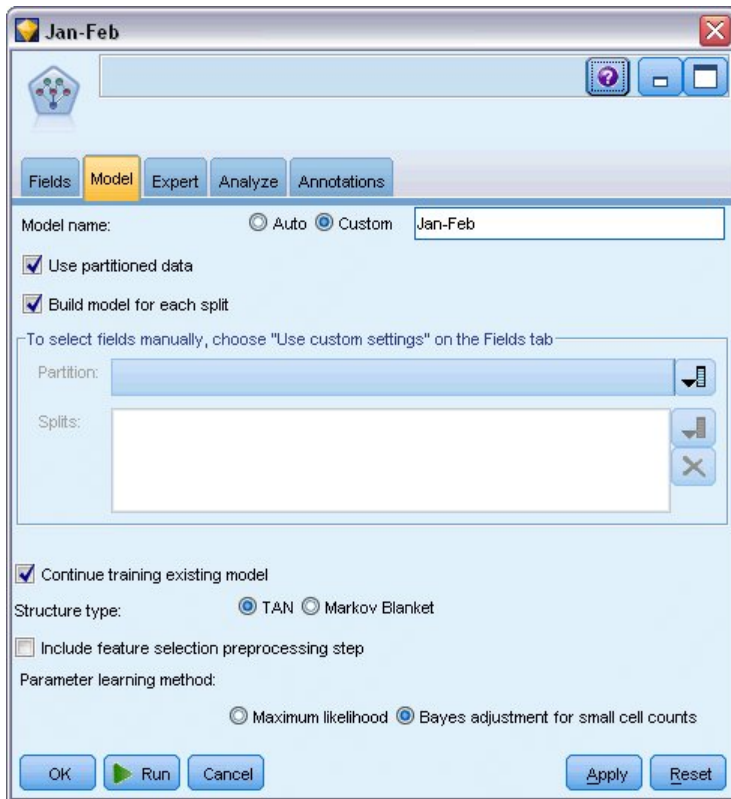 Jan-Feb
Fields Model Expert Analyze Annotations
Model name: Auto Custom Jan-Feb
Use partitioned data
Build model for each split
To select fields manually, choose "Use custom settings" on the Fields tab
Partition:
Splits:
Continue training existing model
Structure type: TAN Markov Blanket
Include feature selection preprocessing step
Parameter learning method:
Maximum likelihood Bayes adjustment for small cell counts
OK Run Cancel Apply Reset